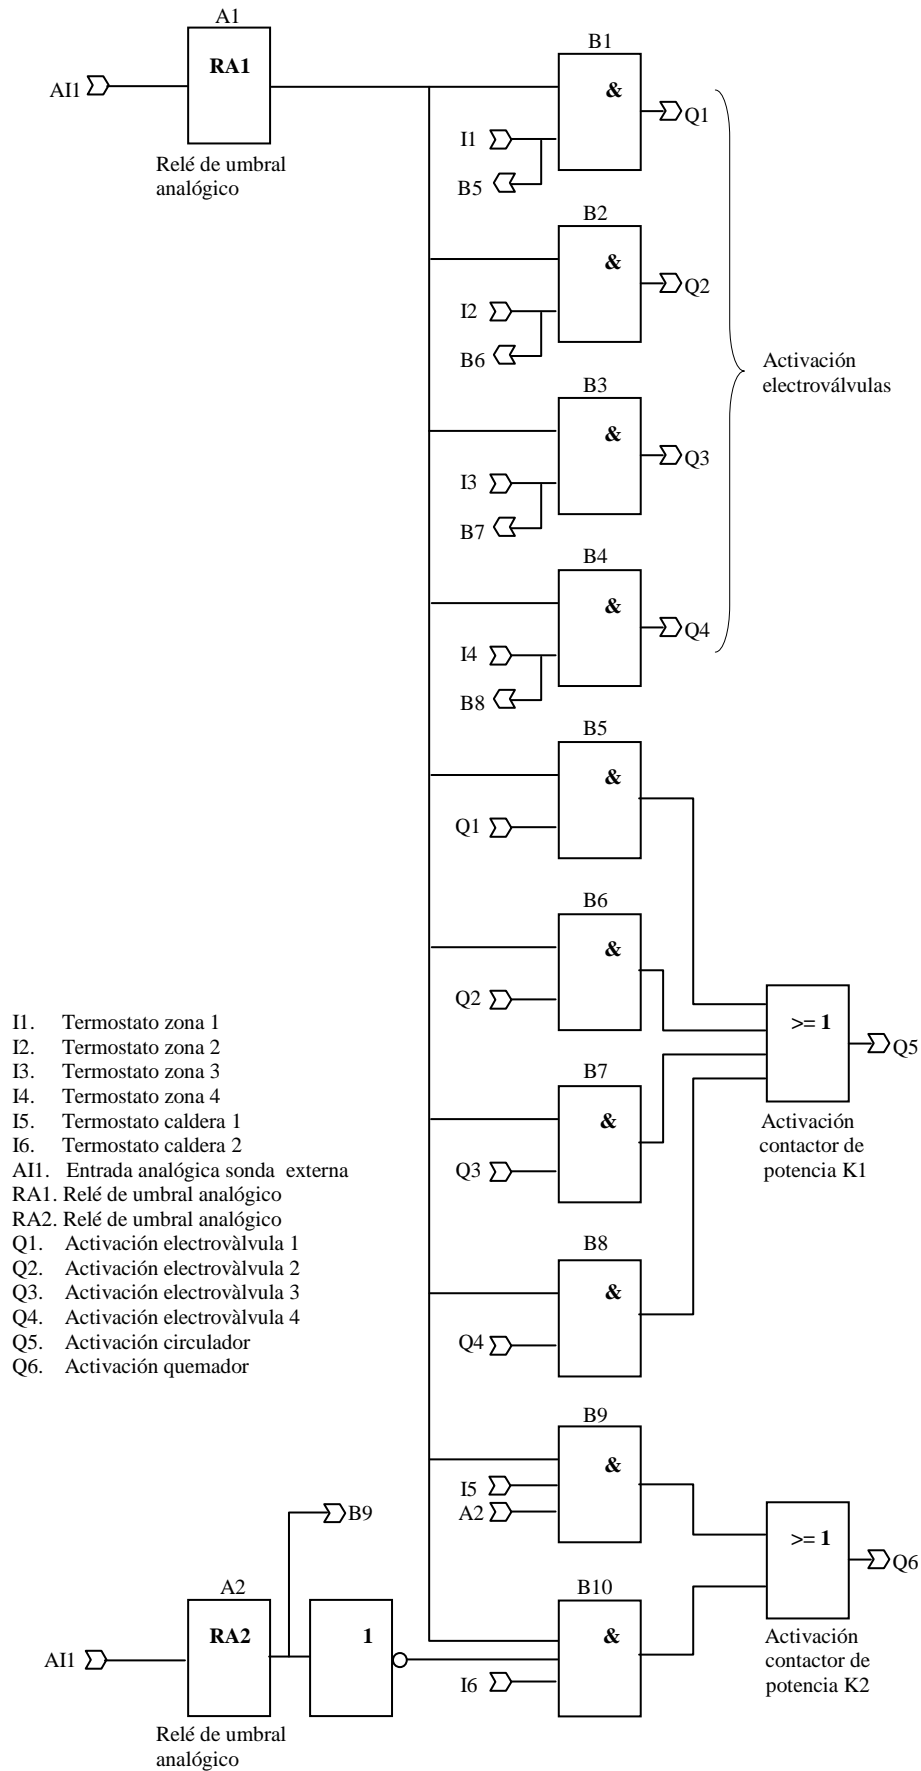 A1
RA1
AI1
Relé de umbral
analógico
B1
&
Q1
I1
B5
B2
&
Q2
I2
B6
Activación
electroválvulas
B3
&
Q3
I3
B7
B4
&
Q4
I4
B8
B5
&
Q1
B6
&
Q2
>= 1
Q5
Activación
contactor de
potencia K1
B7
&
Q3
B8
&
Q4
I1. Termostato zona 1
I2. Termostato zona 2
I3. Termostato zona 3
I4. Termostato zona 4
I5. Termostato caldera 1
I6. Termostato caldera 2
AI1. Entrada analógica sonda externa
RA1. Relé de umbral analógico
RA2. Relé de umbral analógico
Q1. Activación electrovàlvula 1
Q2. Activación electrovàlvula 2
Q3. Activación electrovàlvula 3
Q4. Activación electrovàlvula 4
Q5. Activación circulador
Q6. Activación quemador
B9
&
I5
A2
B9
>= 1
Q6
Activación
contactor de
potencia K2
A2
RA2
1
AI1
B10
&
I6
Relé de umbral
analógico